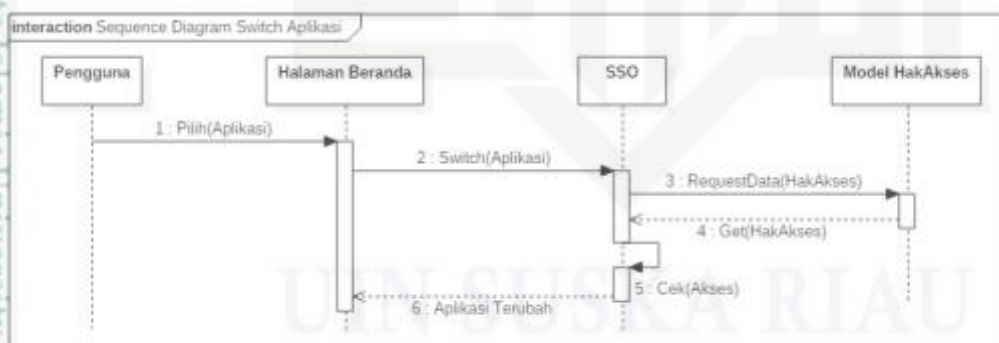 interaction Sequence Diagram Switch Aplikasi
Pengguna
Halaman Beranda
SSO
Model HakAkses
1 : Pilih(Aplikasi)
2 : Switch(Aplikasi)
3 : RequestData(HakAkses)
4 : Get(HakAkses)
5 : Cek(Akses)
6 : Aplikasi Terubah
UIN SUSKA RIAU